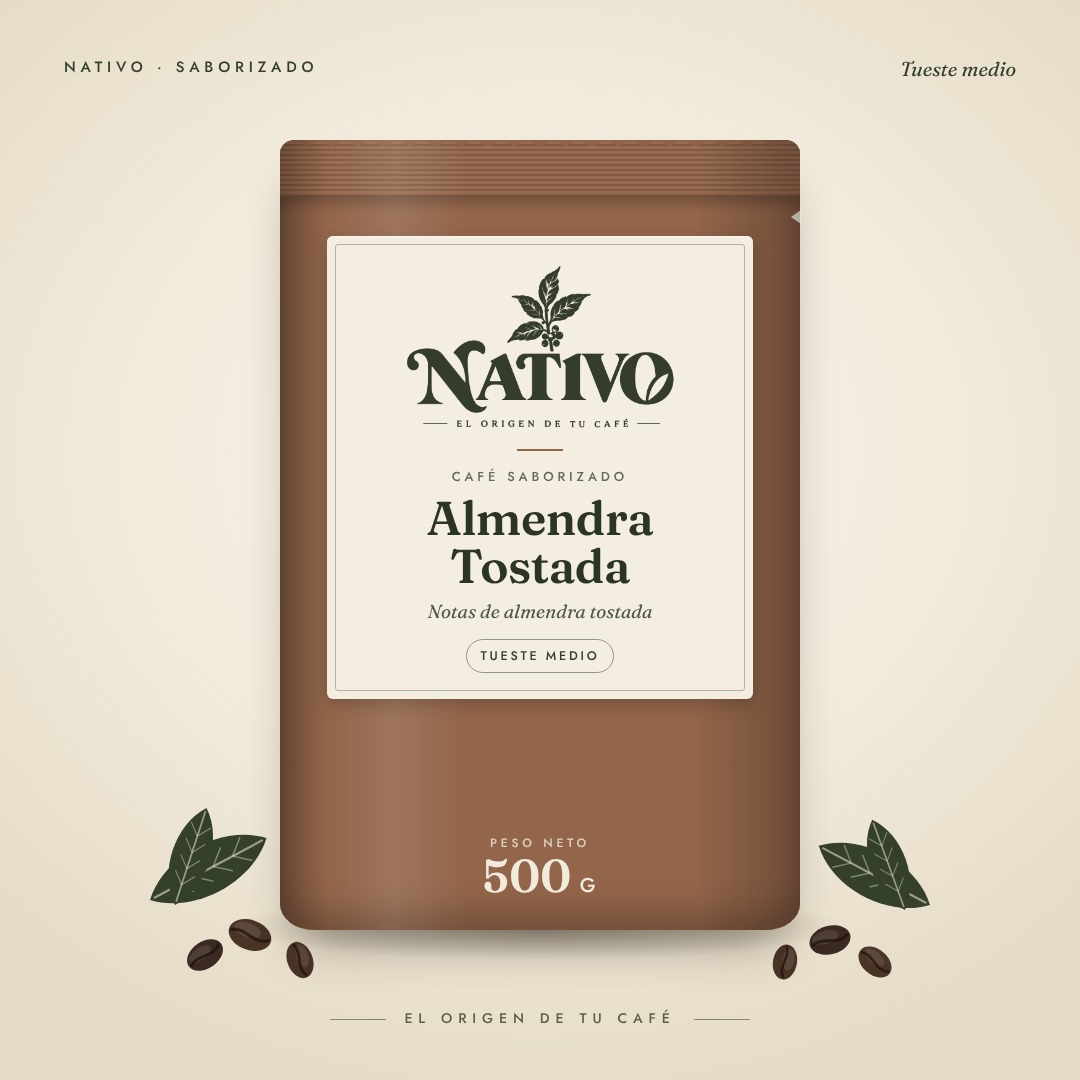 NATIVO · SABORIZADO
Tueste medio
NATIVO
EL ORIGEN DE TU CAFÉ
CAFÉ SABORIZADO
Almendra
Tostada
Notas de almendra tostada
TUESTE MEDIO
PESO NETO
500 G
EL ORIGEN DE TU CAFÉ